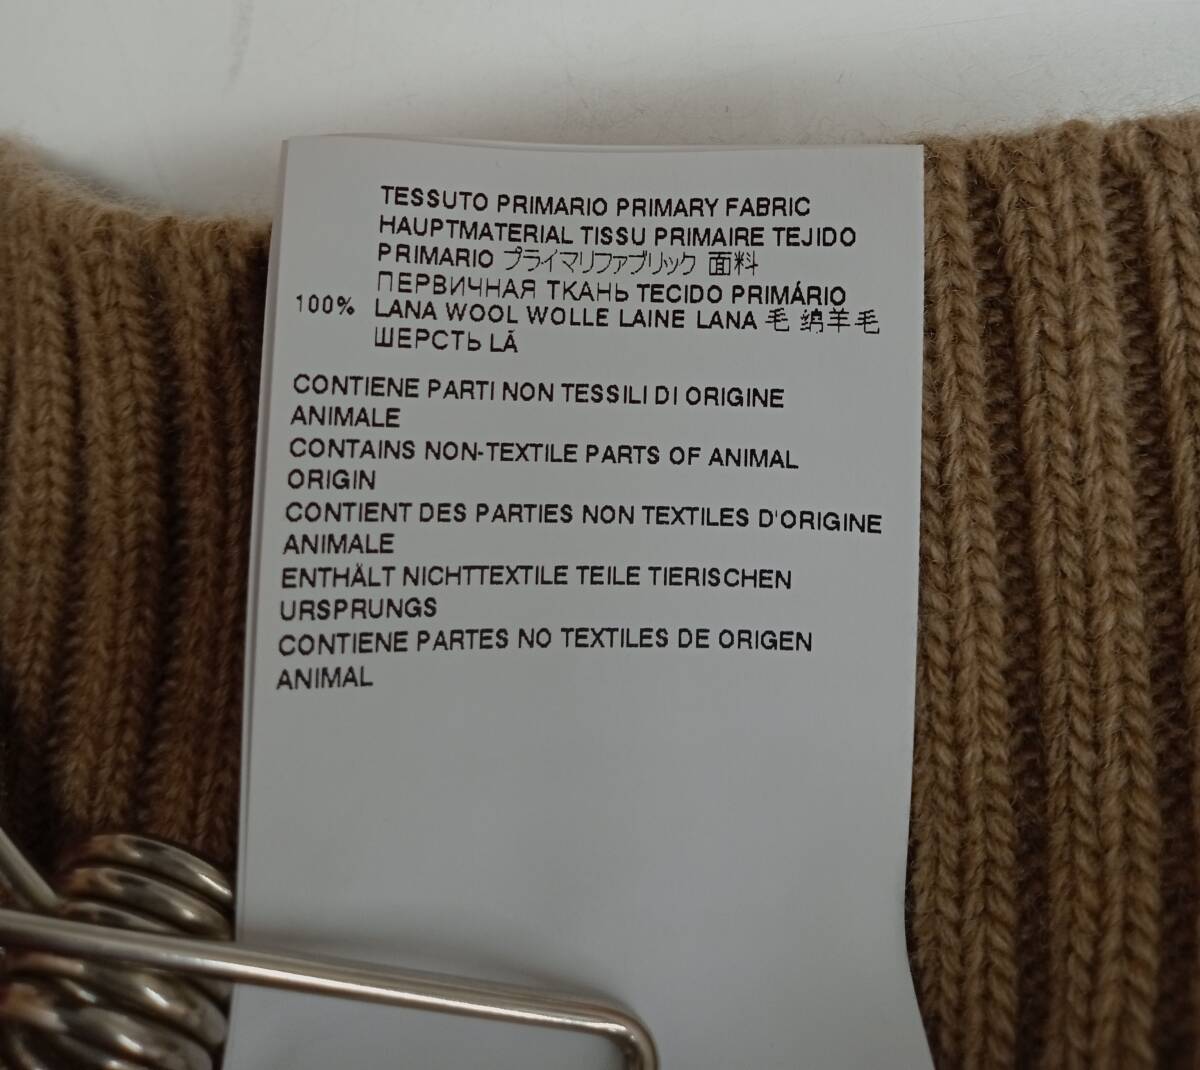 TESSUTO PRIMARIO PRIMARY FABRIC
HAUPTMATERIAL TISSU PRIMAIRE TEJIDO
PRIMARIO プライマリファブリック 面料
ПЕРВИЧНАЯ ТКАНЬ TECIDO PRIMÁRIO
100% LANA WOOL WOLLE LAINE LANA 毛 绵羊毛
ШЕРСТЬ LÃ
CONTIENE PARTI NON TESSILI DI ORIGINE
ANIMALE
CONTAINS NON-TEXTILE PARTS OF ANIMAL
ORIGIN
CONTIENT DES PARTIES NON TEXTILES D'ORIGINE
ANIMALE
ENTHÄLT NICHTTEXTILE TEILE TIERISCHEN
URSPRUNGS
CONTIENE PARTES NO TEXTILES DE ORIGEN
ANIMAL